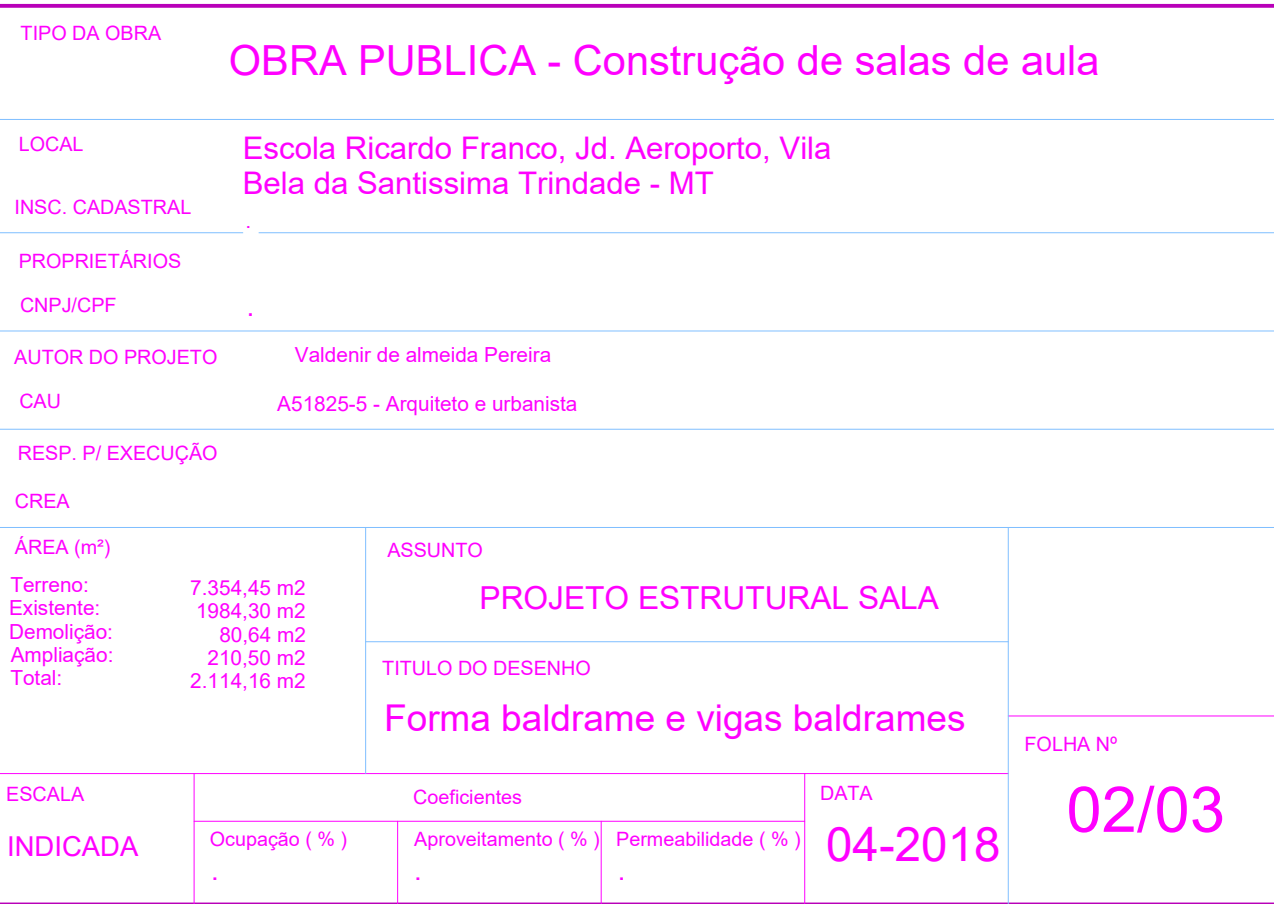 TIPO DA OBRA
OBRA PUBLICA - Construção de salas de aula
LOCAL
Escola Ricardo Franco, Jd. Aeroporto, Vila
Bela da Santissima Trindade - MT
INSC. CADASTRAL
.
PROPRIETÁRIOS
CNPJ/CPF
.
AUTOR DO PROJETO
Valdenir de almeida Pereira
CAU
A51825-5 - Arquiteto e urbanista
RESP. P/ EXECUÇÃO
CREA
ÁREA (m²)
Terreno: 7.354,45 m2
Existente: 1984,30 m2
Demolição: 80,64 m2
Ampliação: 210,50 m2
Total: 2.114,16 m2
ASSUNTO
PROJETO ESTRUTURAL SALA
TITULO DO DESENHO
Forma baldrame e vigas baldrames
FOLHA Nº
02/03
ESCALA
INDICADA
Coeficientes
Ocupação ( % )
.
Aproveitamento ( % )
.
Permeabilidade ( % )
.
DATA
04-2018